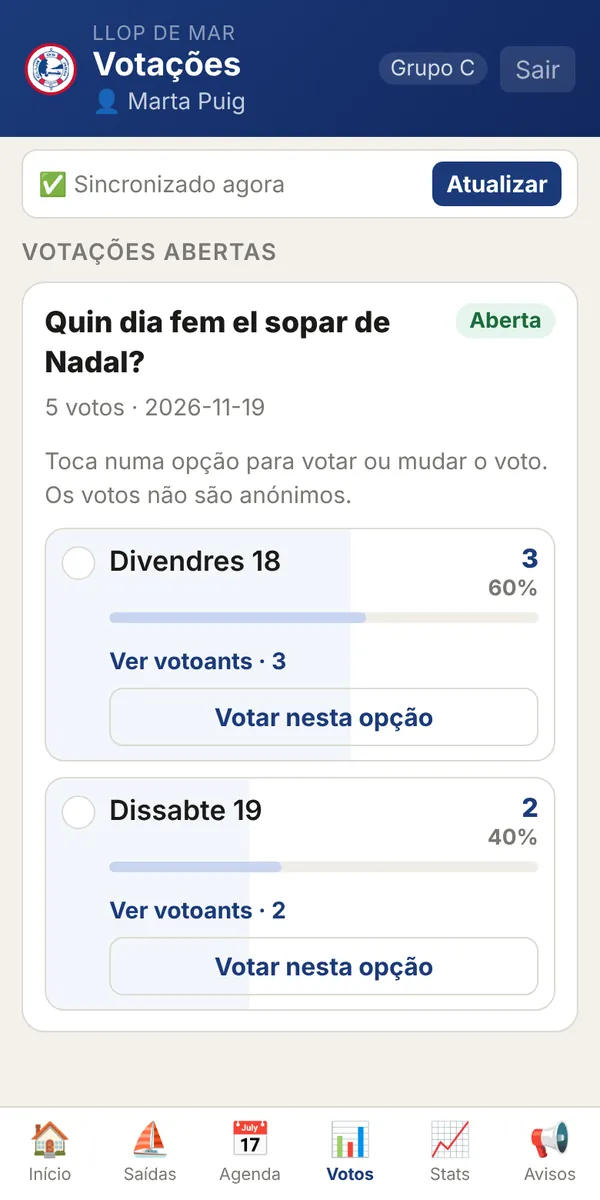 LLOP DE MAR
Votações
Marta Puig
Grupo C
Sair
Sincronizado agora
Atualizar
VOTAÇÕES ABERTAS
Quin dia fem el sopar de
Nadal?
Aberta
5 votos · 2026-11-19
Toca numa opção para votar ou mudar o voto.
Os votos não são anónimos.
Divendres 18
3
60%
Ver votoants · 3
Votar nesta opção
Dissabte 19
2
40%
Ver votoants · 2
Votar nesta opção
July
17
Início
Saídas
Agenda
Votos
Stats
Avisos